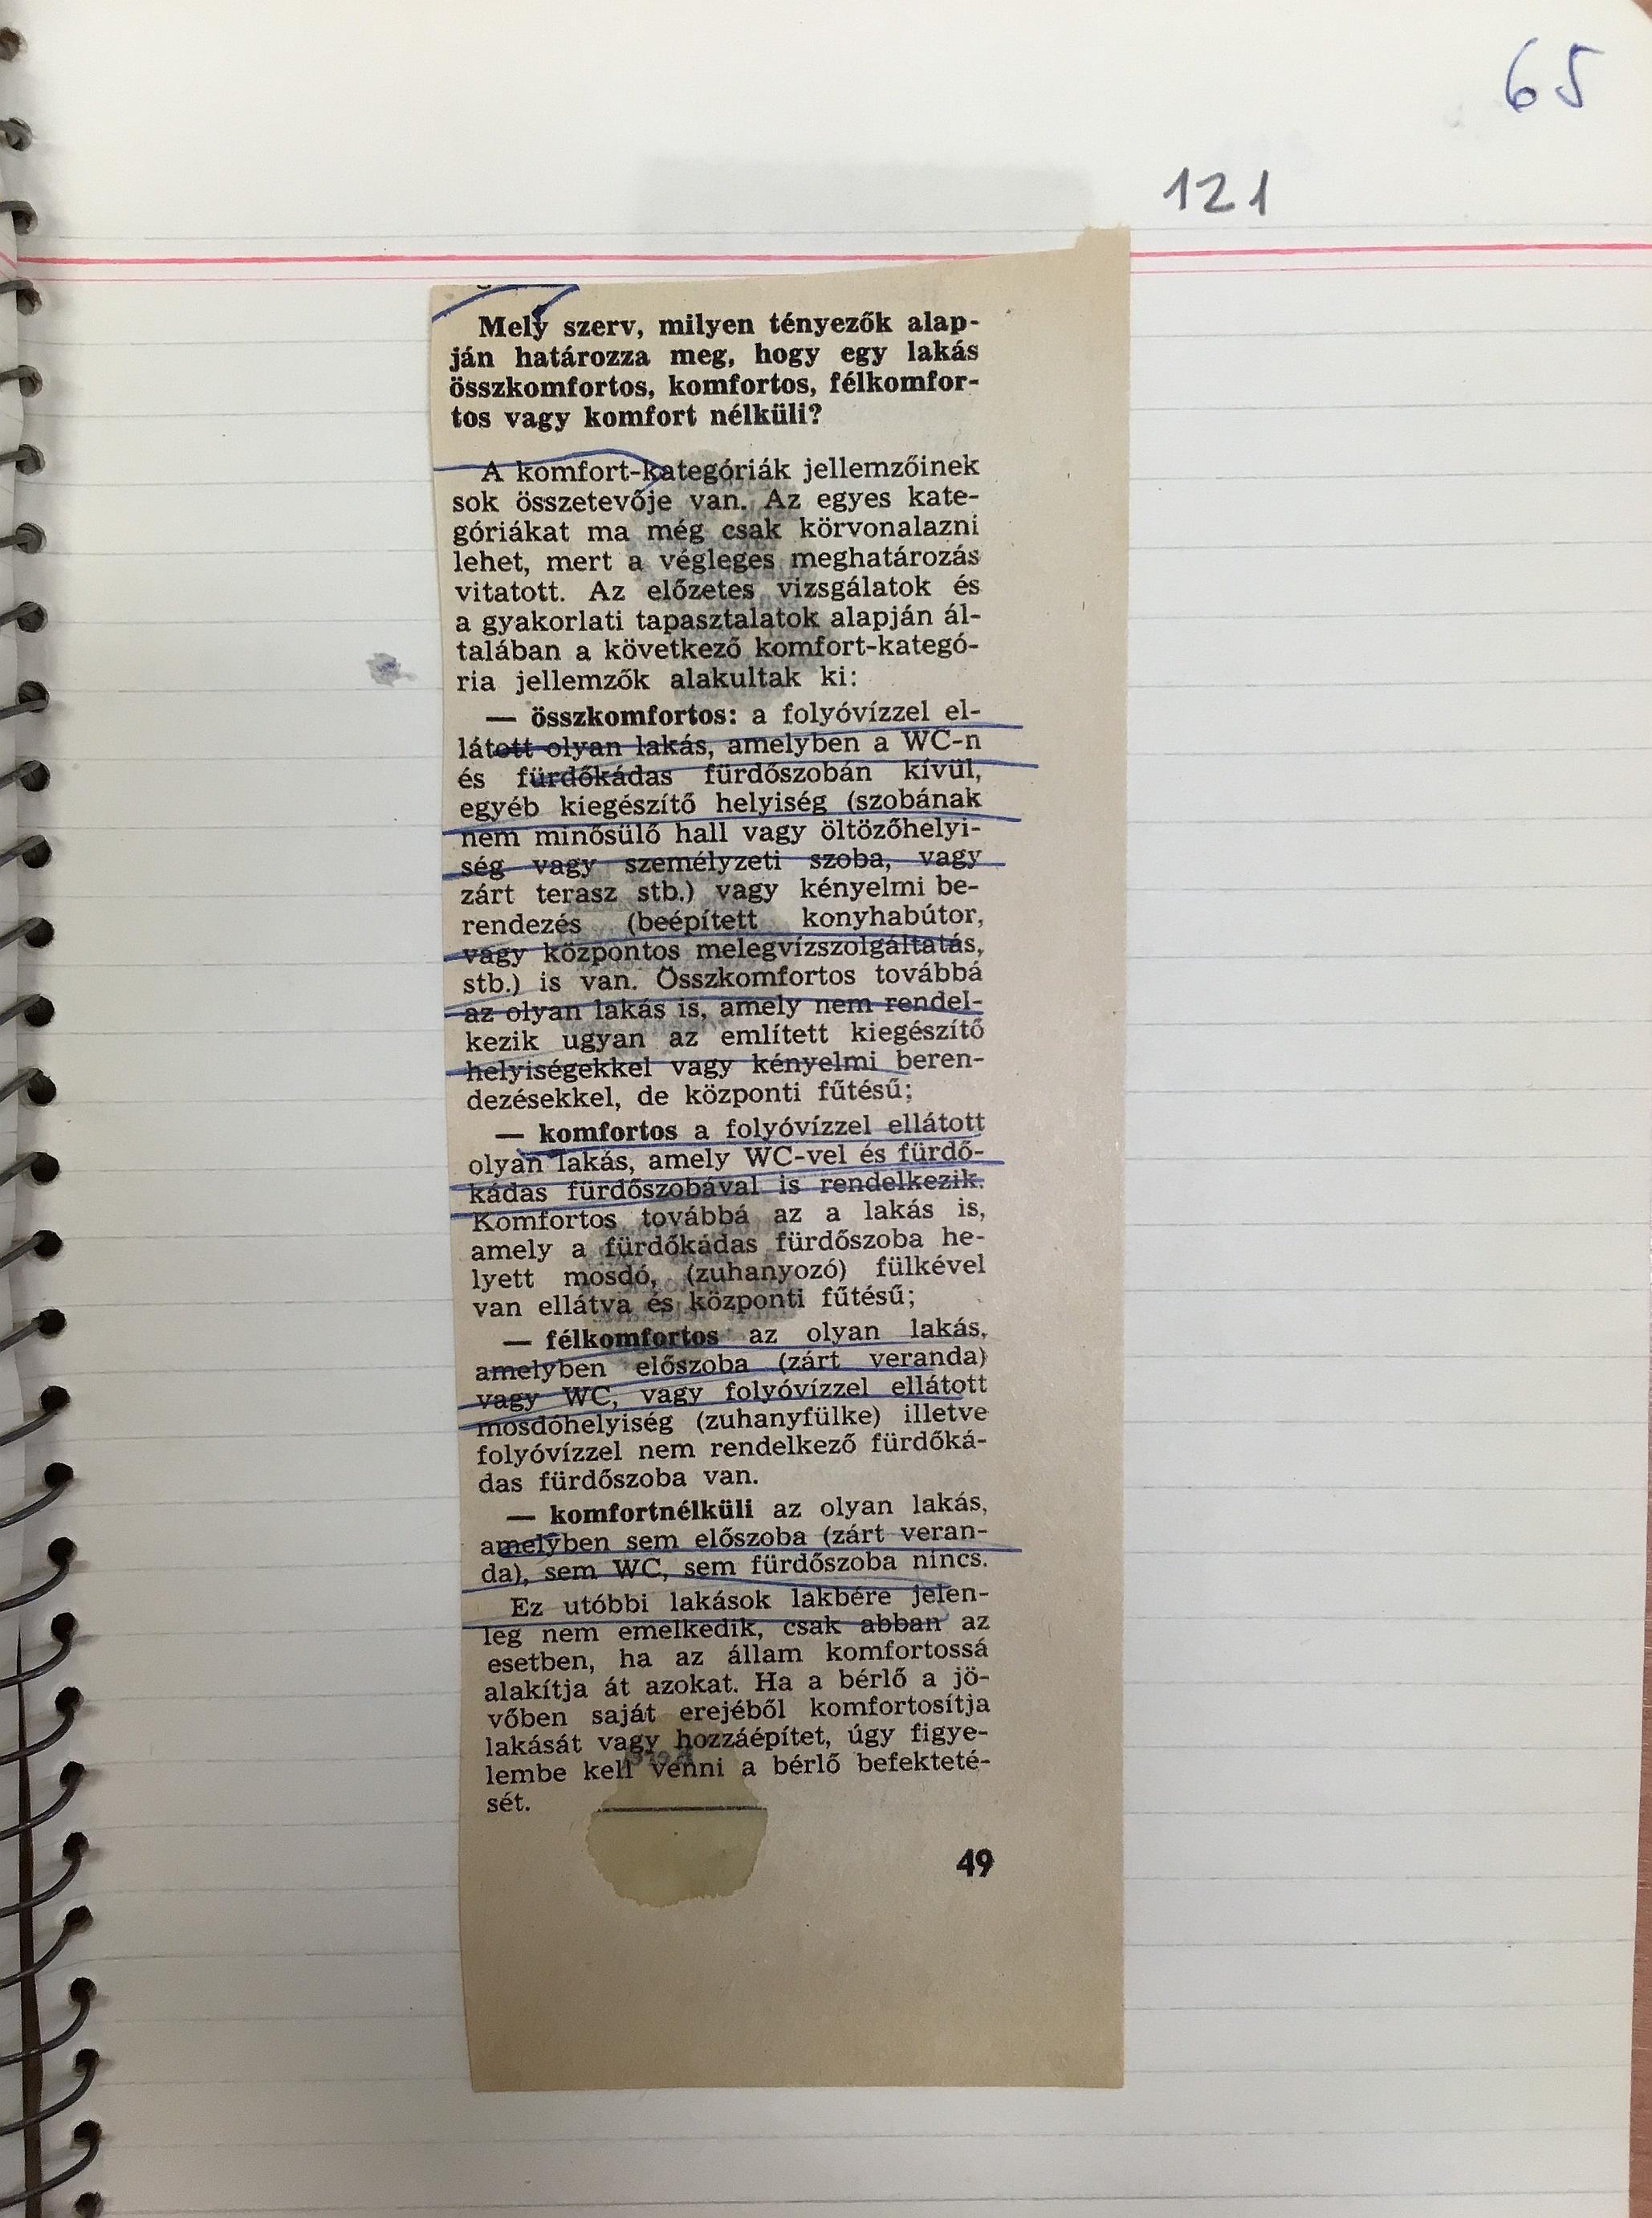 65
121
Mely szerv, milyen tényezők alap-
ján határozza meg, hogy egy lakás
összkomfortos, komfortos, félkomfor-
tos vagy komfort nélküli?
A komfort-kategóriák jellemzőinek
sok összetevője van. Az egyes kate-
góriákat ma még csak körvonalazni
lehet, mert a végleges meghatározás
vitatott. Az előzetes vizsgálatok és
a gyakorlati tapasztalatok alapján ál-
talában a következő komfort-kategó-
ria jellemzők alakultak ki:
— összkomfortos: a folyóvízzel el-
látott olyan lakás, amelyben a WC-n
és fürdőkádas fürdőszobán kívül,
egyéb kiegészítő helyiség (szobának
nem minősülő hall vagy öltözőhelyi-
ség vagy személyzeti szoba, vagy
zárt terasz stb.) vagy kényelmi be-
rendezés (beépített konyhabútor,
vagy központos melegvízszolgáltatás,
stb.) is van. Összkomfortos továbbá
az olyan lakás is, amely nem rendel-
kezik ugyan az említett kiegészítő
helyiségekkel vagy kényelmi beren-
dezésekkel, de központi fűtésű;
— komfortos a folyóvízzel ellátott
olyan lakás, amely WC-vel és fürdő-
kádas fürdőszobával is rendelkezik.
Komfortos továbbá az a lakás is,
amely a fürdőkádas fürdőszoba he-
lyett mosdó, (zuhanyozó) fülkével
van ellátva és központi fűtésű;
— félkomfortos az olyan lakás,
amelyben előszoba (zárt veranda)
vagy WC, vagy folyóvízzel ellátott
mosdóhelyiség (zuhanyfülke) illetve
folyóvízzel nem rendelkező fürdőká-
das fürdőszoba van.
— komfortnélküli az olyan lakás,
amelyben sem előszoba (zárt veran-
da), sem WC, sem fürdőszoba nincs.
Ez utóbbi lakások lakbére jelen-
leg nem emelkedik, csak abban az
esetben, ha az állam komfortossá
alakítja át azokat. Ha a bérlő a jö-
vőben saját erejéből komfortosítja
lakását vagy hozzáépítet, úgy figye-
lembe kell venni a bérlő befekteté-
sét.
49